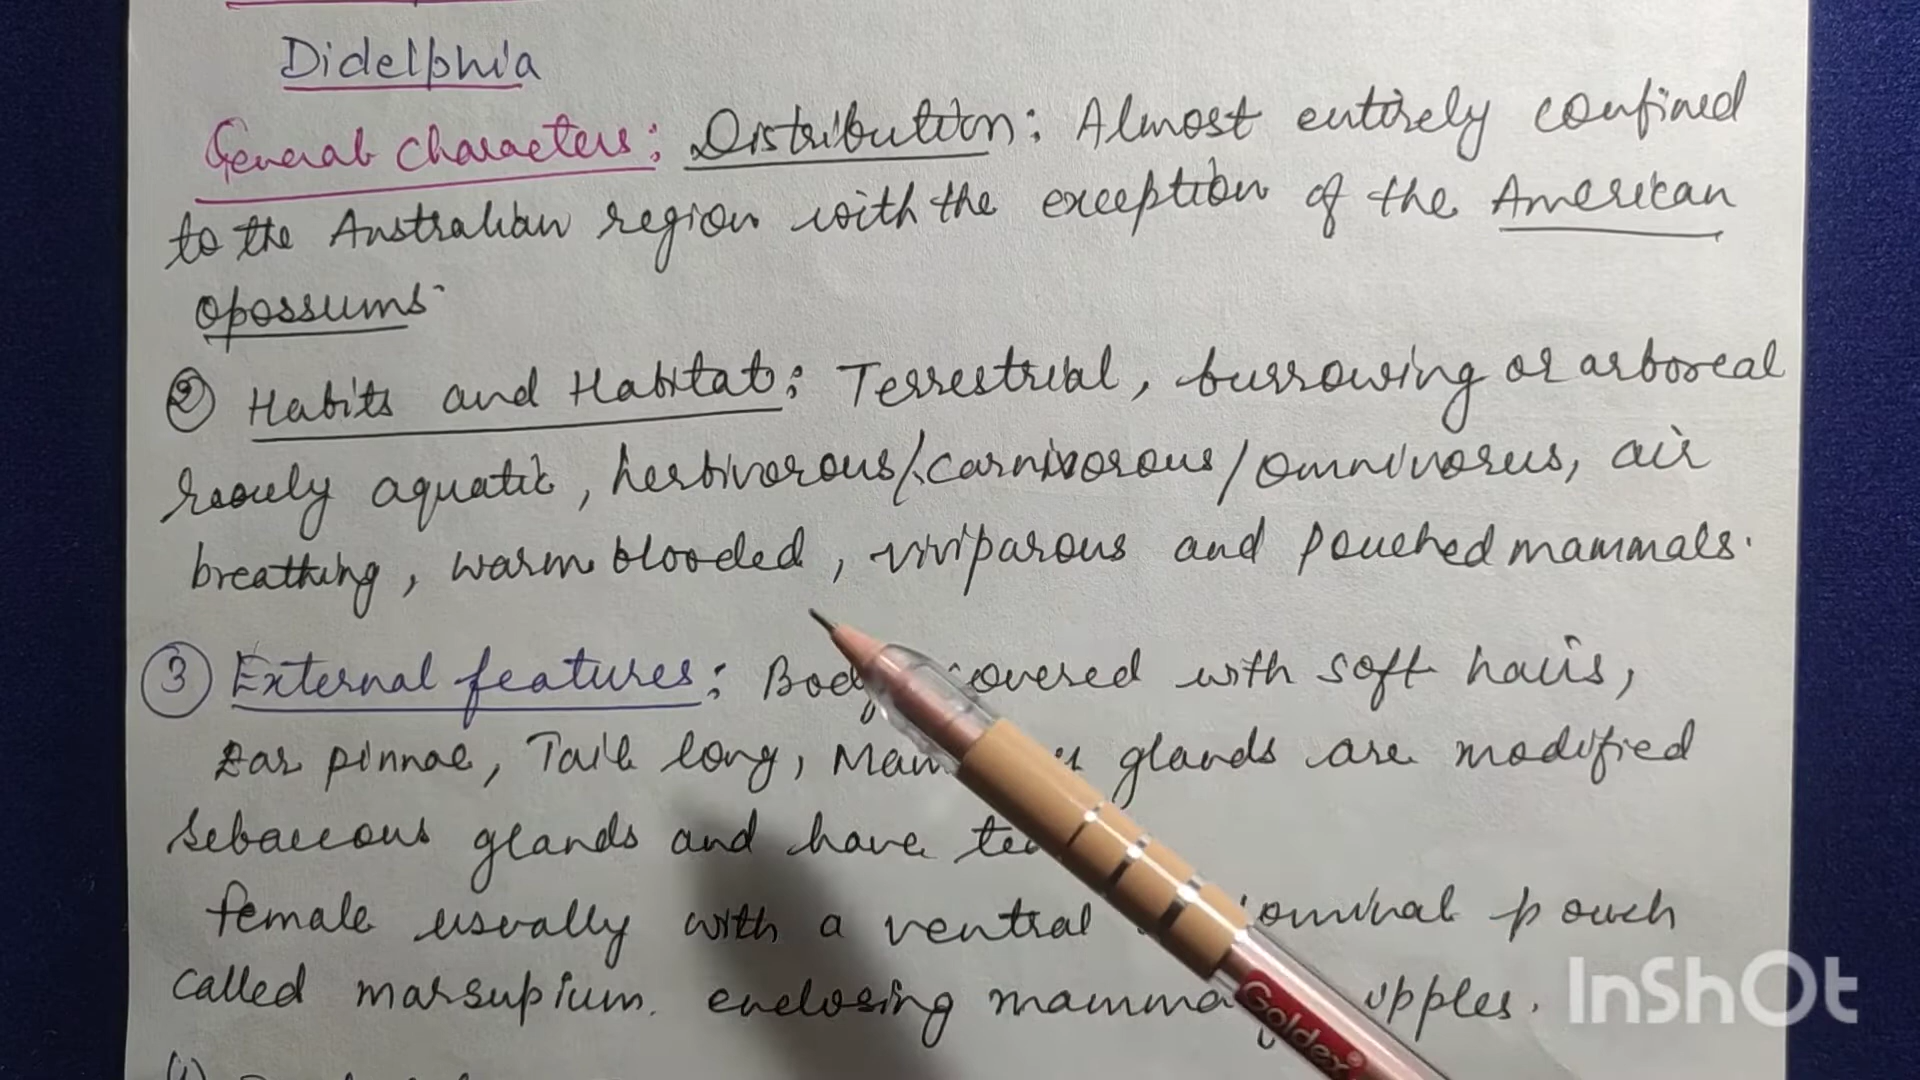 Didelphia
General characters: Distribution: Almost entirely confined
to the Australian region with the exception of the American
opossums.
② Habits and Habitat: Terrestrial, burrowing or arboreal
rarely aquatic, herbivorous/carnivorous/omnivorus, air
breathing, warm blooded, viviparous and Pouched mammals.
③ External features: Body covered with soft hairs,
Ear pinnae, Tail long, glands are modified
sebaceous glands and have
female usually with a ventral pouch
called marsupium. enclosing
Goldex
InShOt